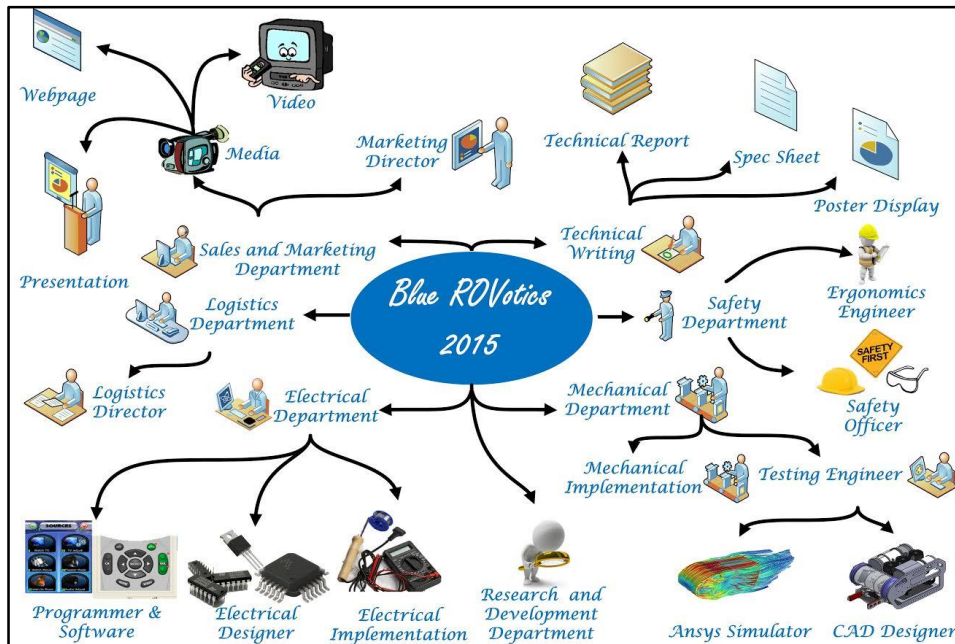 Webpage
Video
Media
Marketing
Director
Technical Report
Spec Sheet
Poster Display
Presentation
Sales and Marketing
Department
Technical
Writing
Blue ROVotics
2015
Logistics
Department
Safety
Department
Ergonomics
Engineer
SAFETY
FIRST
Safety
Officer
Logistics
Director
Electrical
Department
Mechanical
Department
Mechanical
Implementation
Testing Engineer
SOURCES
Programmer &
Software
Electrical
Designer
Electrical
Implementation
Research and
Development
Department
Ansys Simulator
CAD Designer